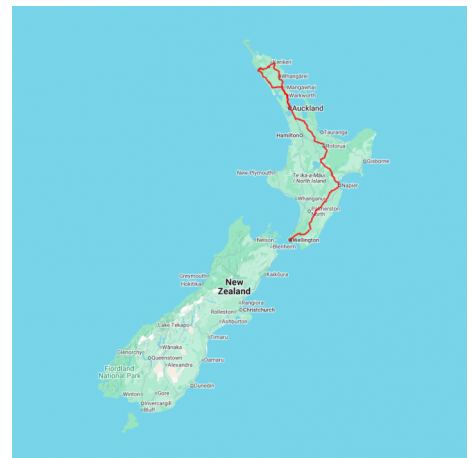 Kerikeri
Whangārei
Mangawhai
Warkworth
Auckland
Tauranga
Hamilton
Rotorua
Gisborne
New Plymouth
Te Ika-a-Māui
North Island
Napier
Whanganui
Palmerston
North
Nelson
Wellington
Blenheim
Greymouth
Kaikōura
Hokitika
New
Zealand
Rangiora
Rolleston
Christchurch
Ashburton
Lake Tekapo
Timaru
Wānaka
Glenorchy
Queenstown
Oamaru
Alexandra
Fiordland
National Park
Dunedin
Winton
Gore
Invercargill
Bluff